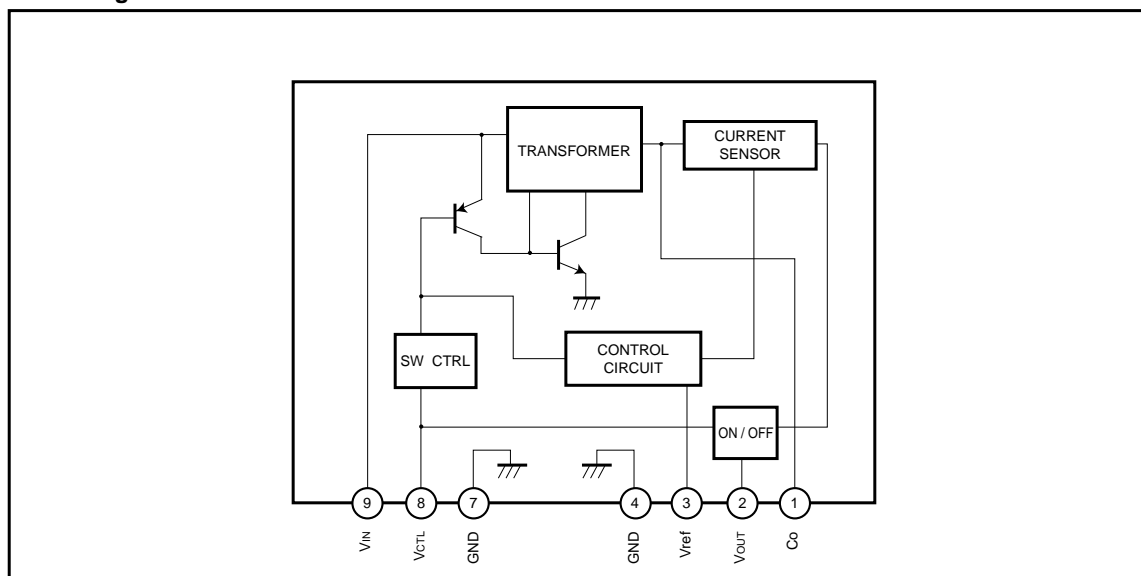 TRANSFORMER
CURRENT
SENSOR
SW CTRL
CONTROL
CIRCUIT
ON / OFF
9
8
7
4
3
2
1
VIN
VCTL
GND
GND
Vref
VOUT
Co